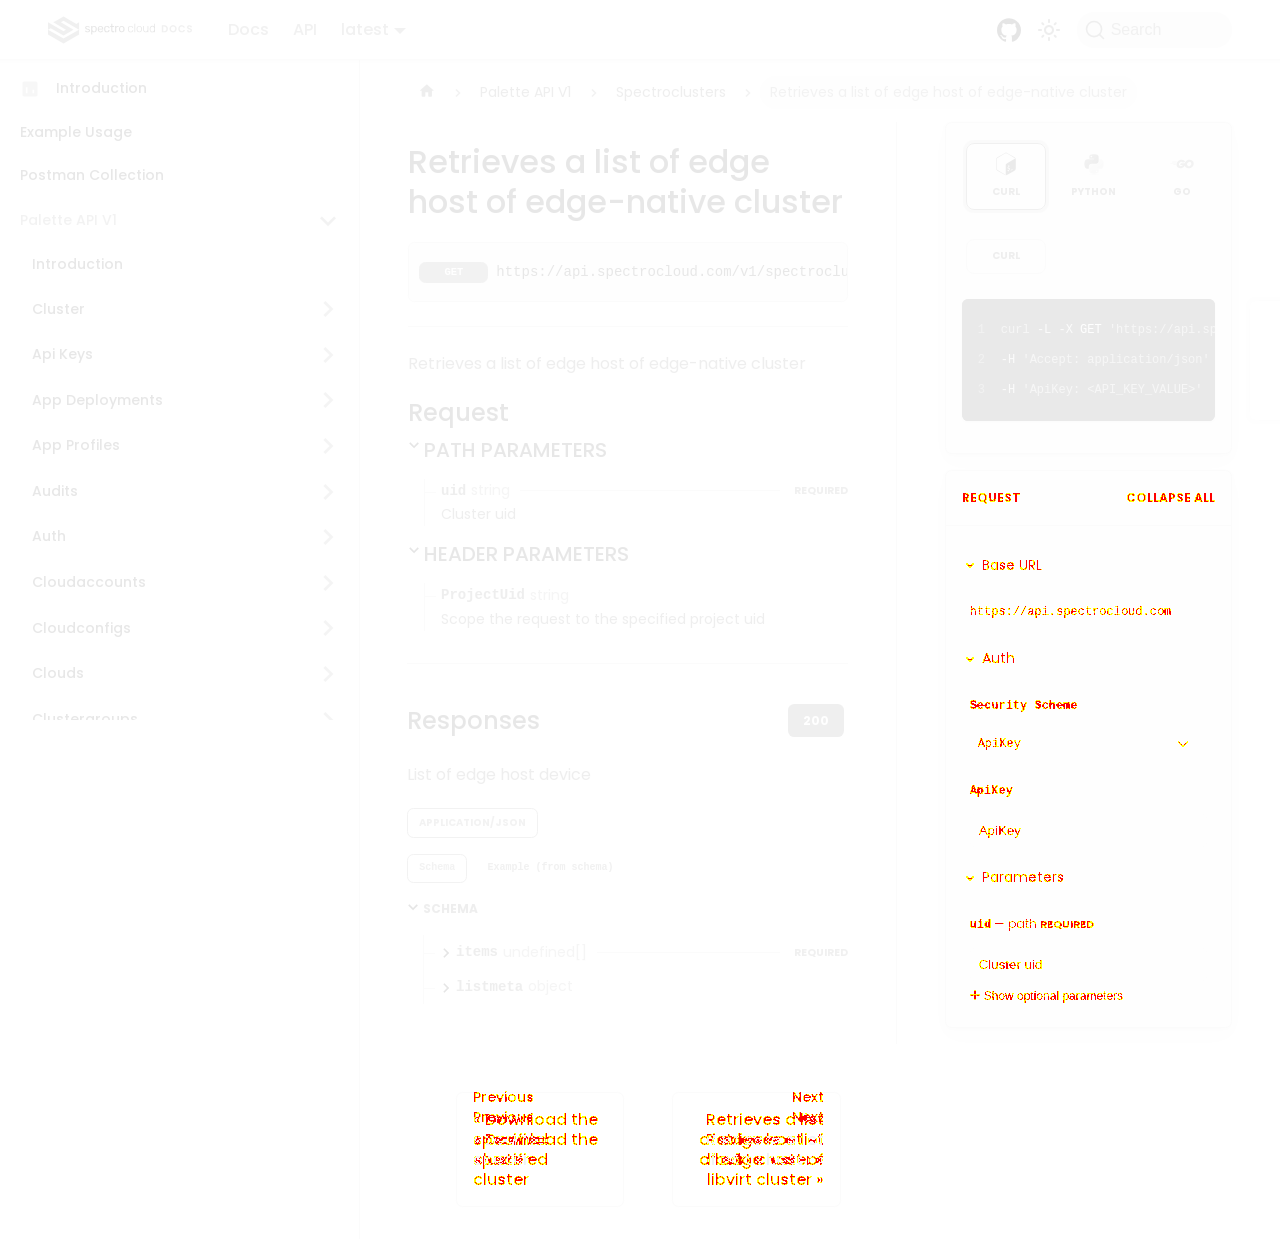 spectro cloud DOCS
Docs
API
latest
Search
Introduction
Example Usage
Postman Collection
Palette API V1
Introduction
Cluster
Api Keys
App Deployments
App Profiles
Audits
Auth
Cloudaccounts
Cloudconfigs
Clouds
Clustergroups
Palette API V1
Spectroclusters
Retrieves a list of edge host of edge-native cluster
Retrieves a list of edge
host of edge-native cluster
GET https://api.spectrocloud.com/v1/spectroclu
Retrieves a list of edge host of edge-native cluster
Request
PATH PARAMETERS
uid string REQUIRED
Cluster uid
HEADER PARAMETERS
ProjectUid string
Scope the request to the specified project uid
Responses
200
List of edge host device
APPLICATION/JSON
Schema
Example (from schema)
SCHEMA
items undefined[] REQUIRED
listmeta object
CURL
PYTHON
GO
CURL
1 curl -L -X GET 'https://api.sp
2 -H 'Accept: application/json'
3 -H 'ApiKey: <API_KEY_VALUE>'
REQUEST
COLLAPSE ALL
Base URL
https://api.spectrocloud.com
Auth
Security Scheme
ApiKey
ApiKey
ApiKey
Parameters
uid — path REQUIRED
Cluster uid
Show optional parameters
Previous
Previous
Download the
cluster
Next
Next
Retrieves a list
libvirt cluster »